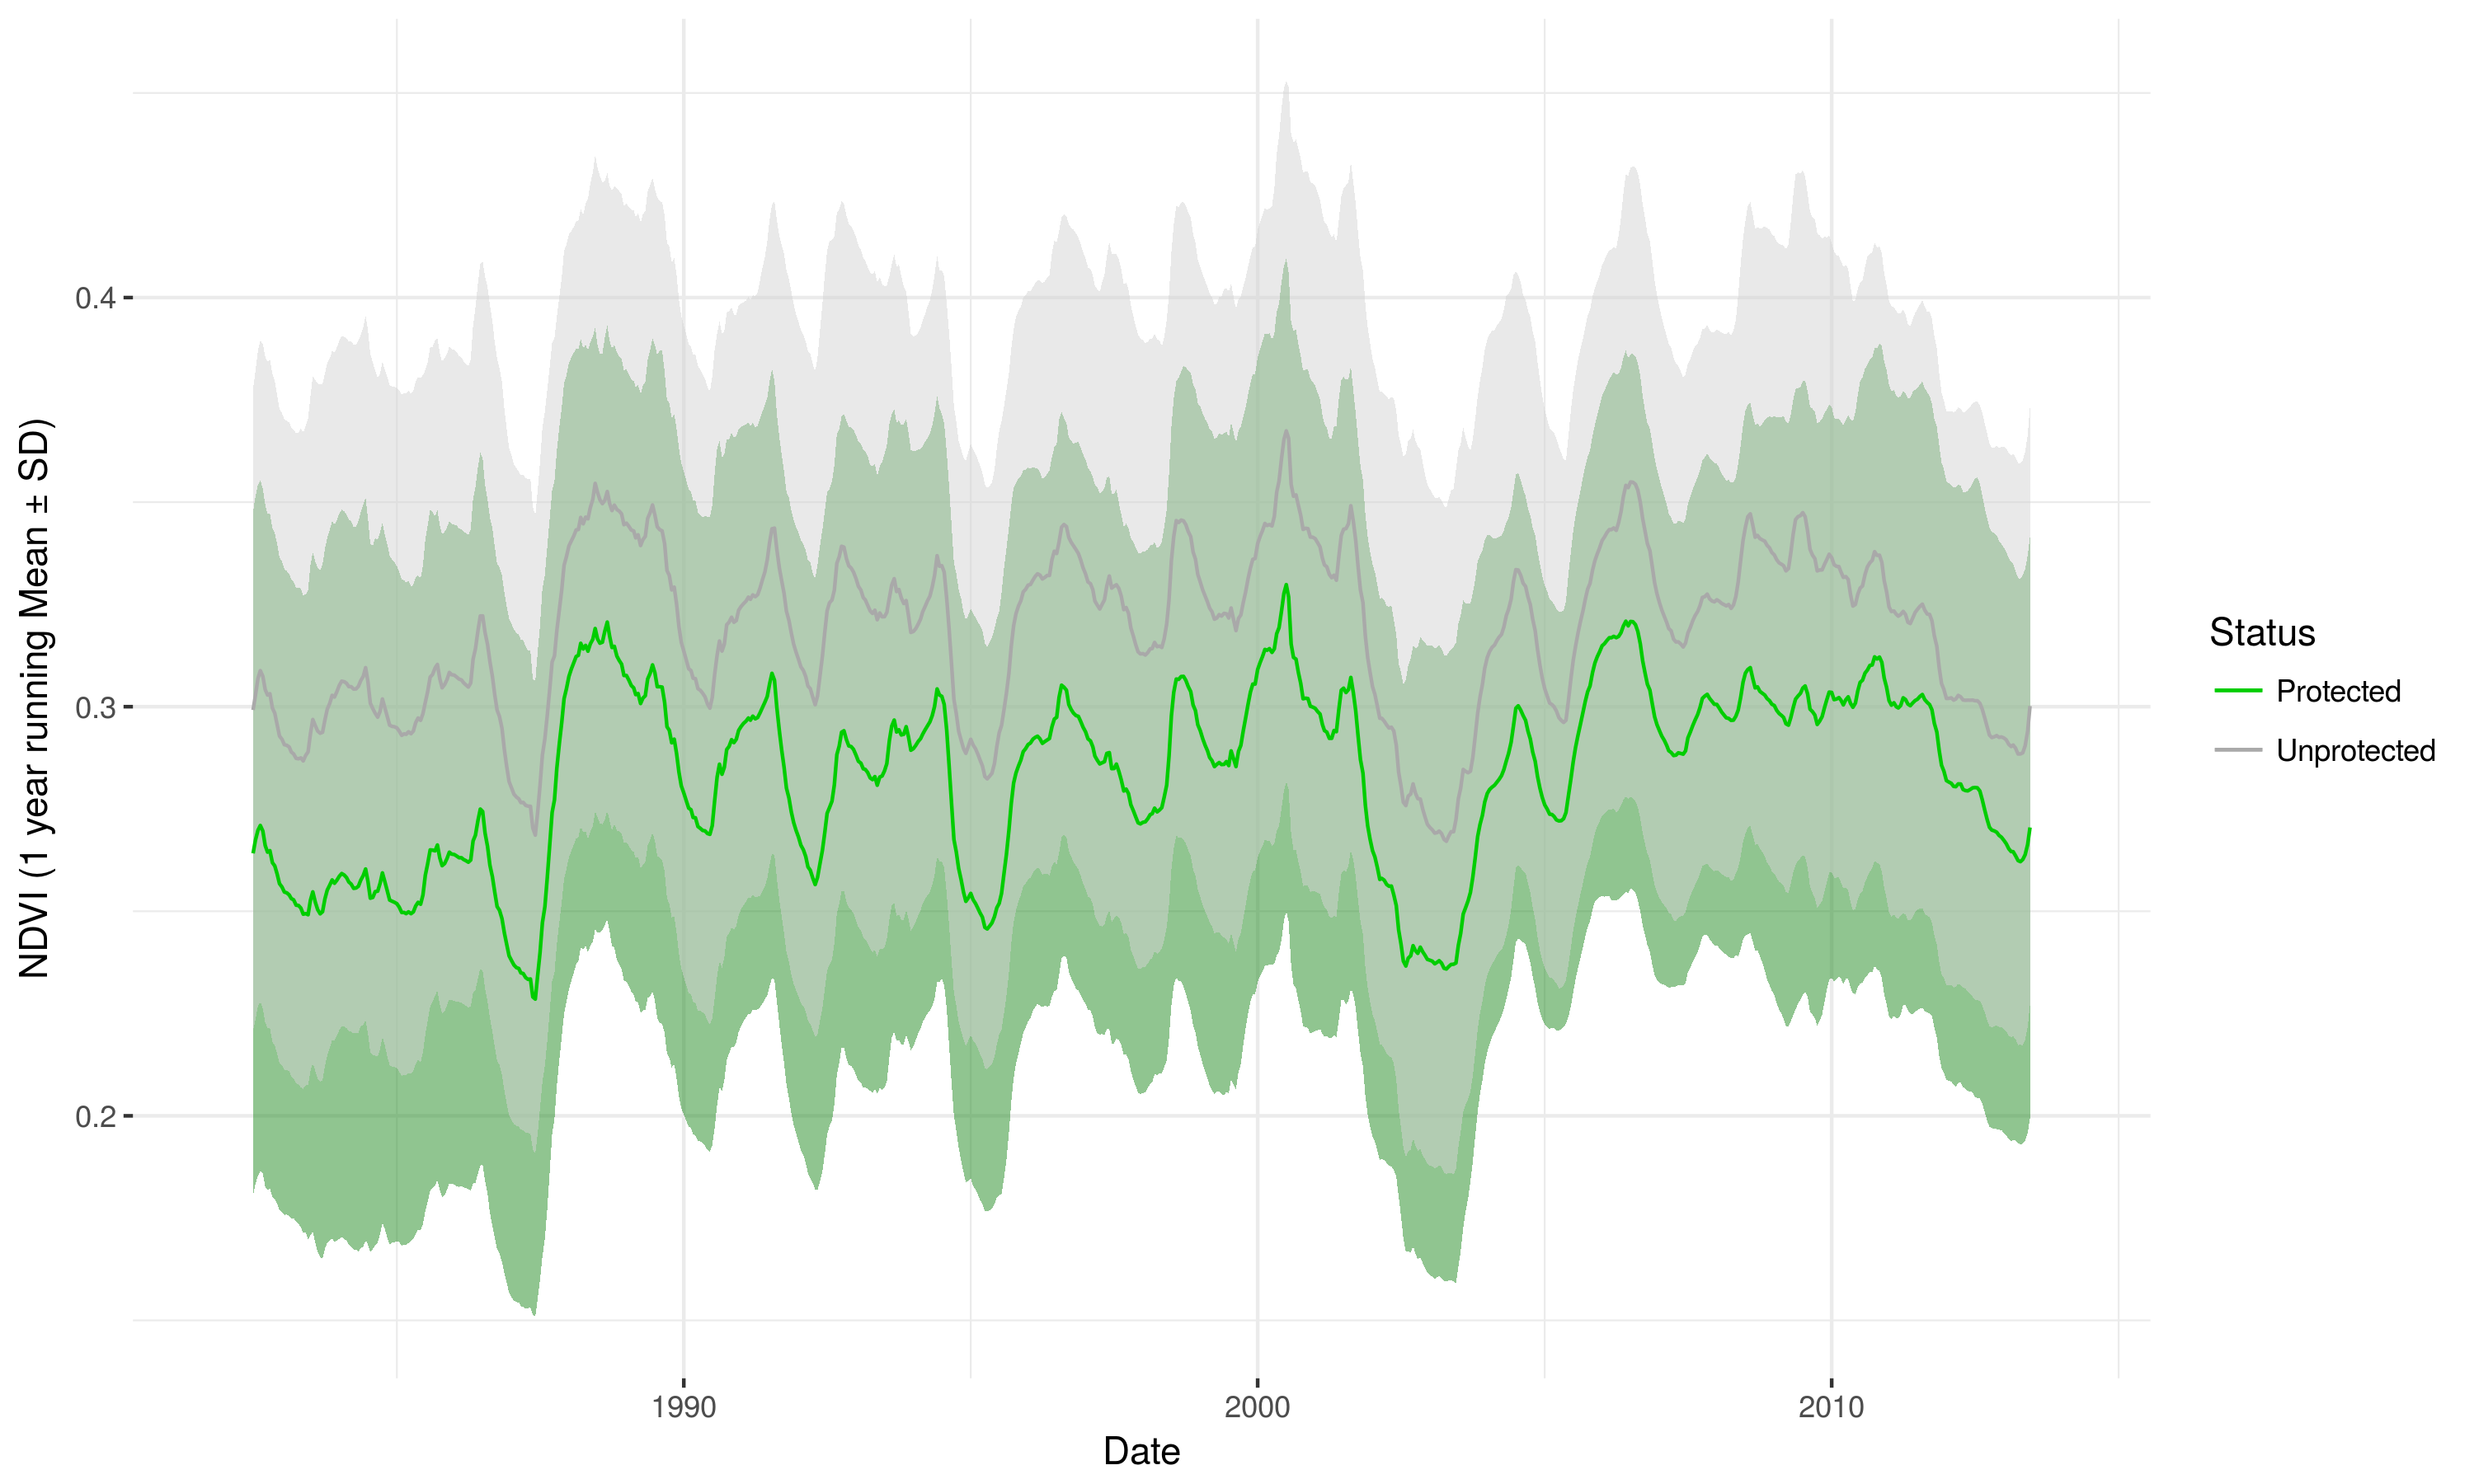 NDVI (1 year running Mean ± SD)
0.4
0.3
0.2
1990
2000
2010
Date
Status
Protected
Unprotected